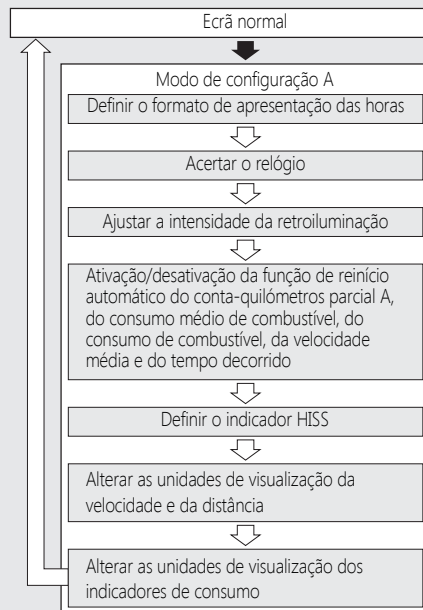 Ecrã normal
Modo de configuração A
Definir o formato de apresentação das horas
Acertar o relógio
Ajustar a intensidade da retroiluminação
Ativação/desativação da função de reinício
automático do conta-quilómetros parcial A,
do consumo médio de combustível, do
consumo de combustível, da velocidade
média e do tempo decorrido
Definir o indicador HISS
Alterar as unidades de visualização da
velocidade e da distância
Alterar as unidades de visualização dos
indicadores de consumo